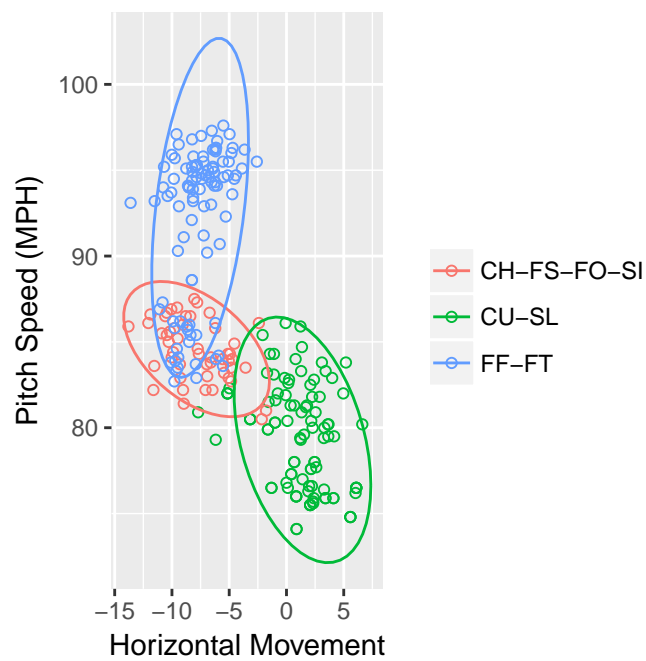 Pitch Speed (MPH)
100
90
80
−15 −10 −5 0 5
Horizontal Movement
CH−FS−FO−SI
CU−SL
FF−FT